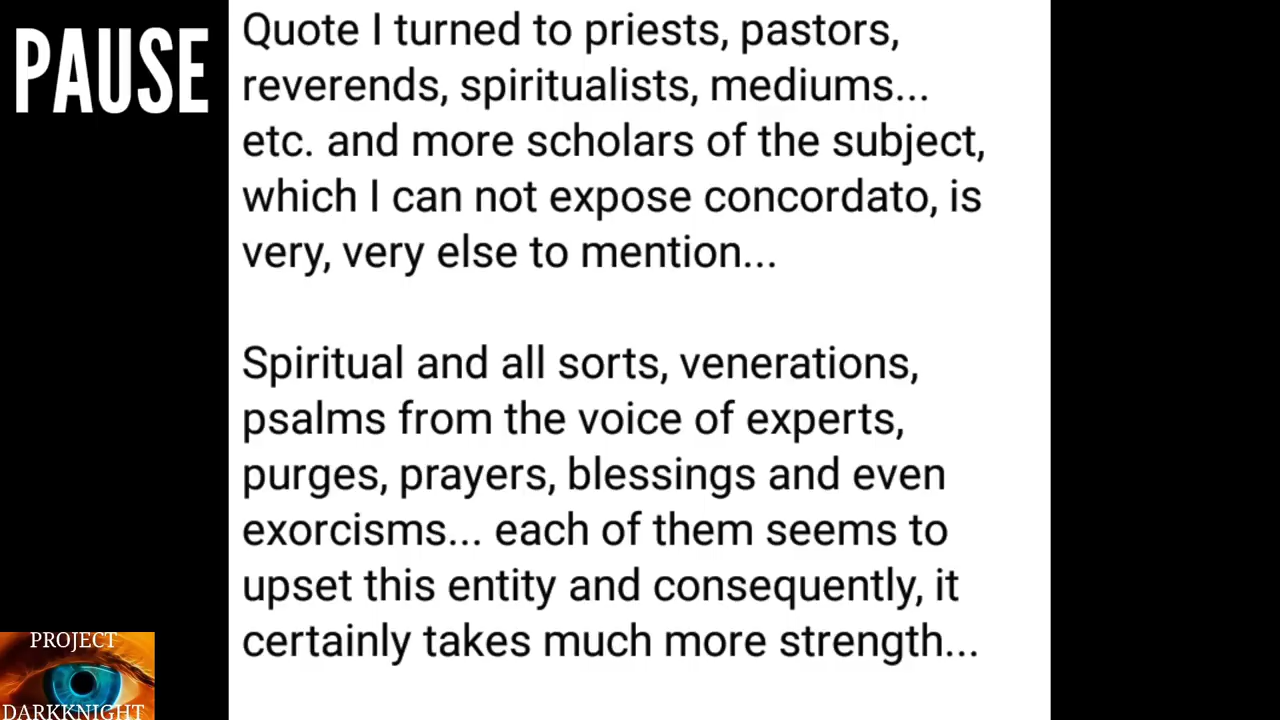 PAUSE
Quote I turned to priests, pastors,
reverends, spiritualists, mediums...
etc. and more scholars of the subject,
which I can not expose concordato, is
very, very else to mention...
Spiritual and all sorts, venerations,
psalms from the voice of experts,
purges, prayers, blessings and even
exorcisms... each of them seems to
upset this entity and consequently, it
certainly takes much more strength...
PROJECT
DARKKNIGHT